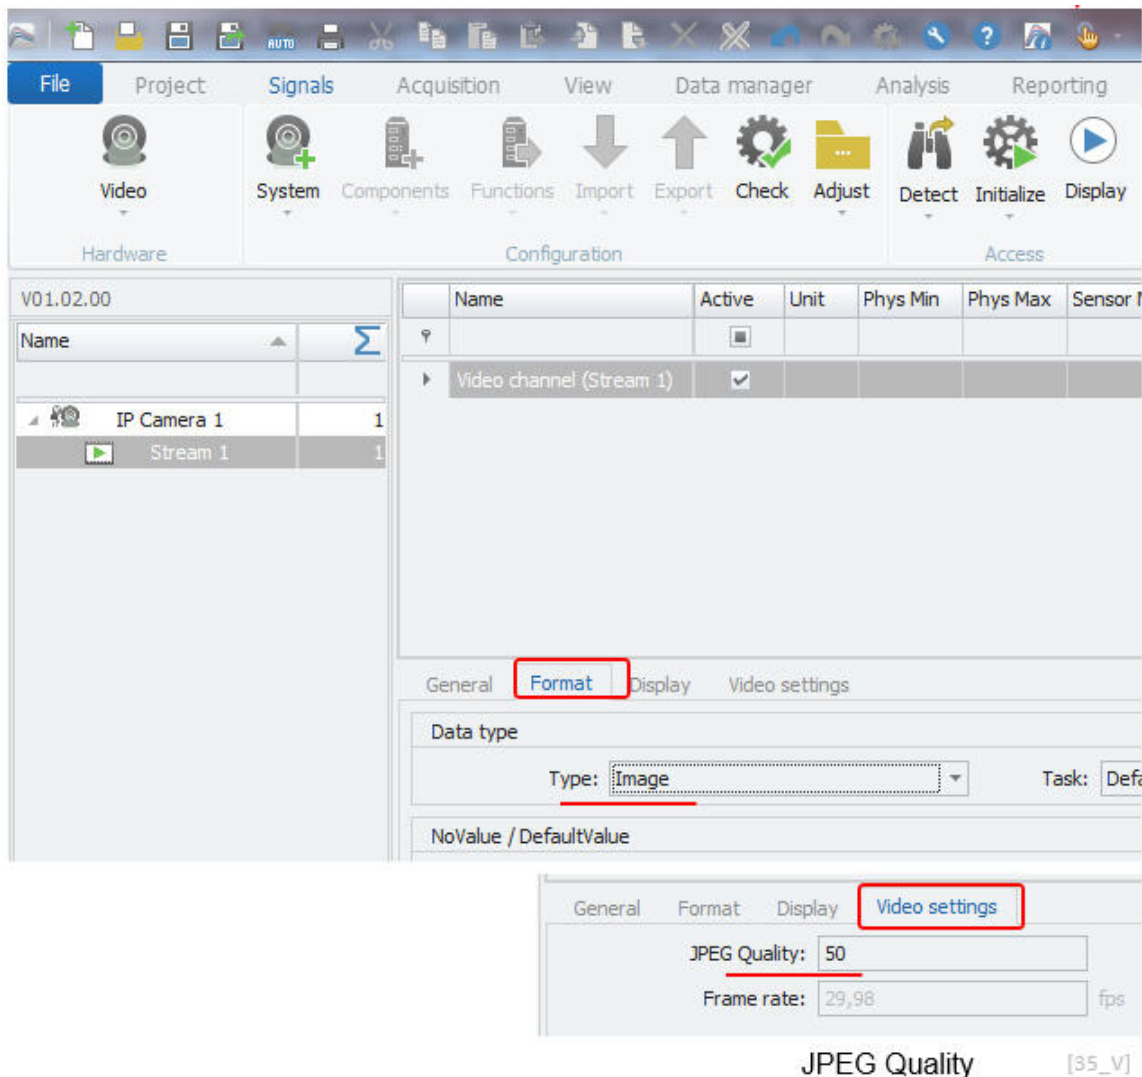 AUTO
File Project Signals Acquisition View Data manager Analysis Reporting
Video System Components Functions Import Export Check Adjust Detect Initialize Display
Hardware Configuration Access
V01.02.00
Name Active Unit Phys Min Phys Max Sensor
Name Σ
Video channel (Stream 1)
IP Camera 1 1
Stream 1 1
General Format Display Video settings
Data type
Type: Image Task: Defa
NoValue / DefaultValue
General Format Display Video settings
JPEG Quality: 50
Frame rate: 29,98 fps
JPEG Quality [35_V]